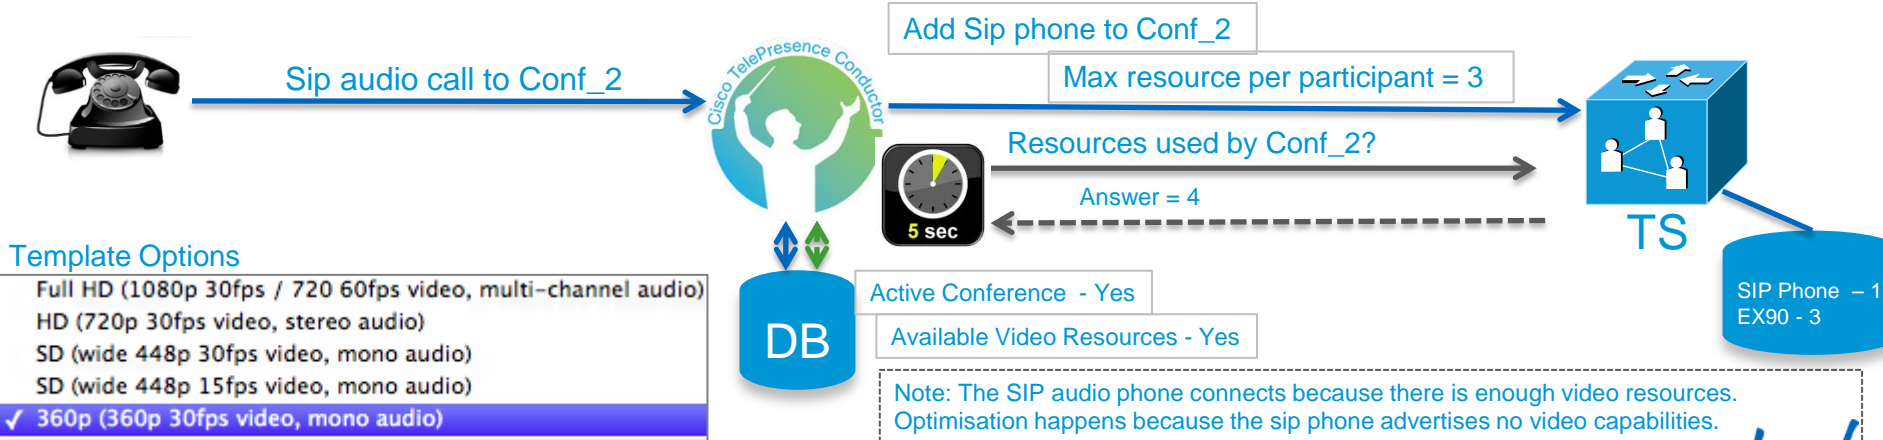 Add Sip phone to Conf_2
Sip audio call to Conf_2
Cisco TelePresence Conductor
Max resource per participant = 3
Resources used by Conf_2?
Answer = 4
5 sec
TS
Template Options
Full HD (1080p 30fps / 720 60fps video, multi-channel audio)
HD (720p 30fps video, stereo audio)
SD (wide 448p 30fps video, mono audio)
SD (wide 448p 15fps video, mono audio)
✓ 360p (360p 30fps video, mono audio)
DB
Active Conference - Yes
Available Video Resources - Yes
SIP Phone – 1
EX90 - 3
Note: The SIP audio phone connects because there is enough video resources.
Optimisation happens because the sip phone advertises no video capabilities.